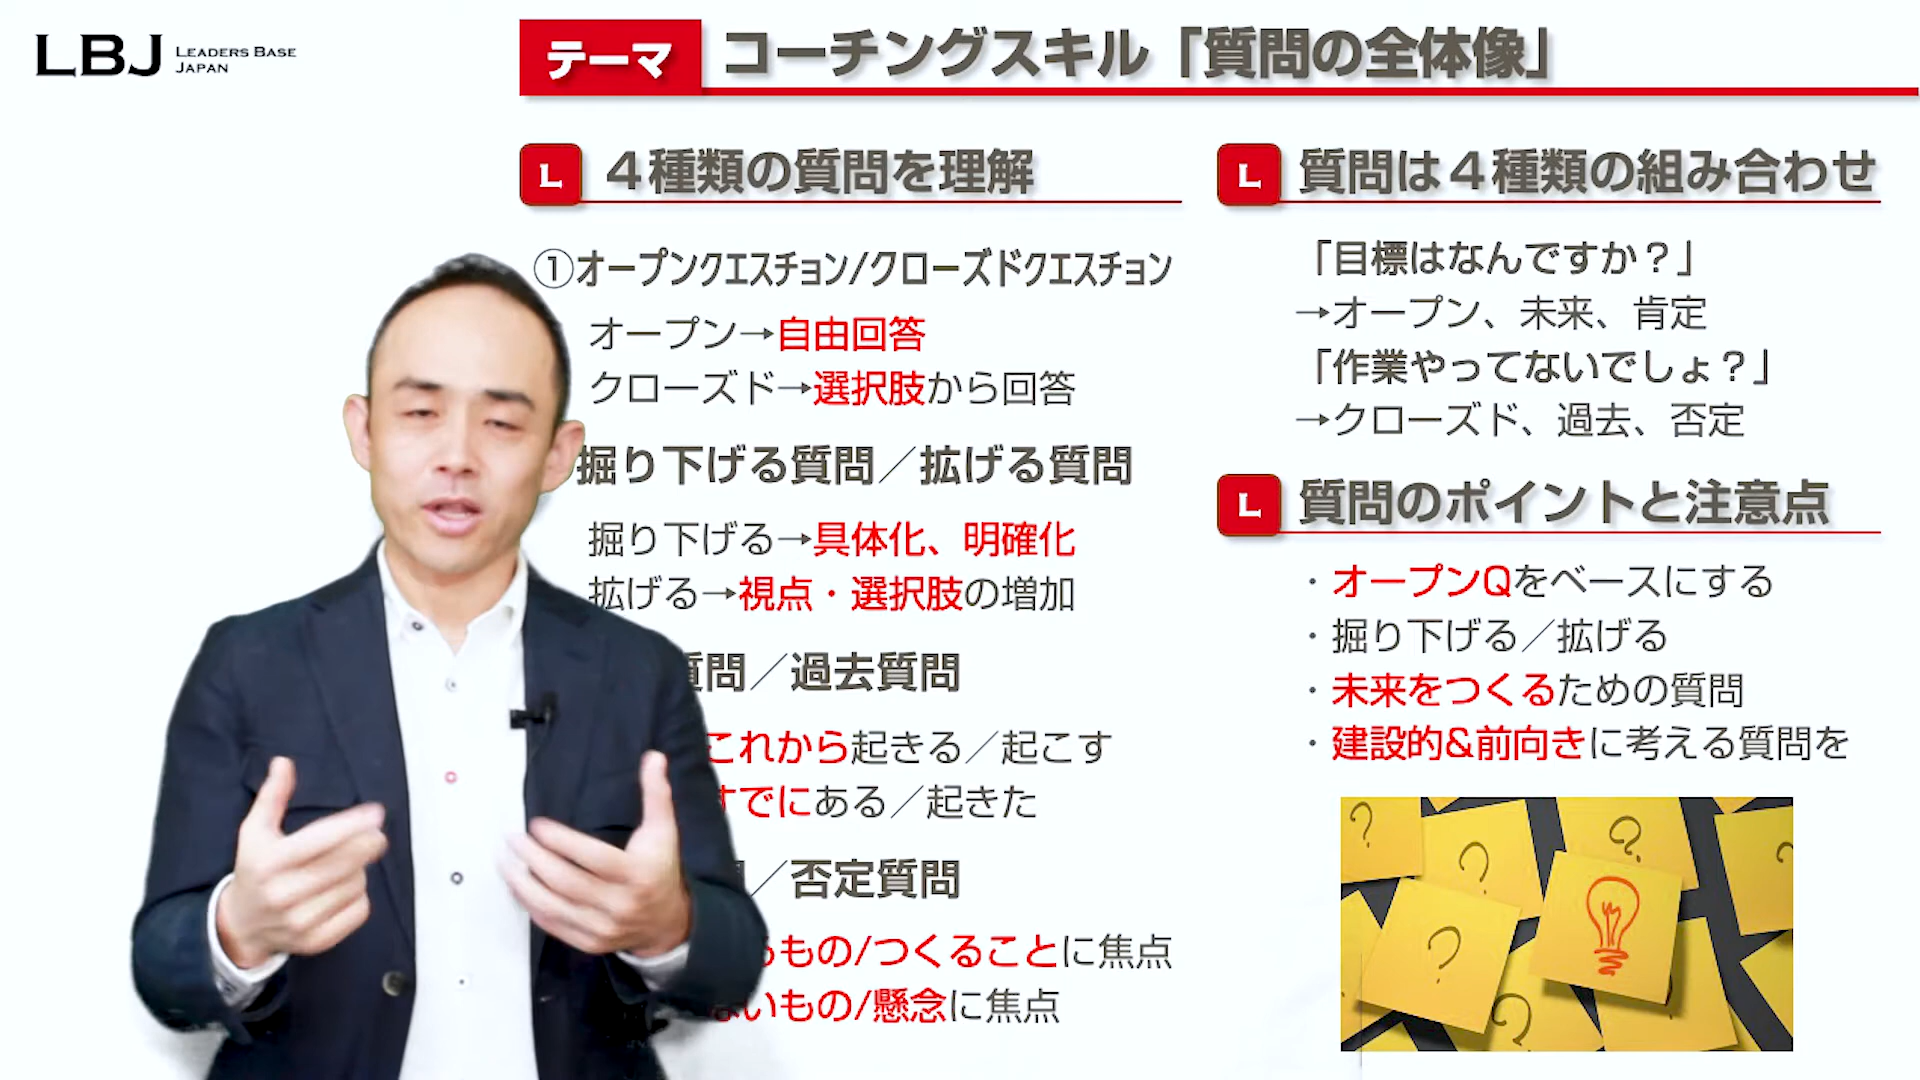 LBJ LEADERS BASE JAPAN
テーマ コーチングスキル「質問の全体像」
L ４種類の質問を理解
①オープンクエスチョン/クローズドクエスチョン
オープン→自由回答
クローズド→選択肢から回答
掘り下げる質問／拡げる質問
掘り下げる→具体化、明確化
拡げる→視点・選択肢の増加
質問／過去質問
これから起きる／起こす
すでにある／起きた
／否定質問
もの/つくることに焦点
ないもの/懸念に焦点
L 質問は４種類の組み合わせ
「目標はなんですか？」
→オープン、未来、肯定
「作業やってないでしょ？」
→クローズド、過去、否定
L 質問のポイントと注意点
・オープンQをベースにする
・掘り下げる／拡げる
・未来をつくるための質問
・建設的&前向きに考える質問を